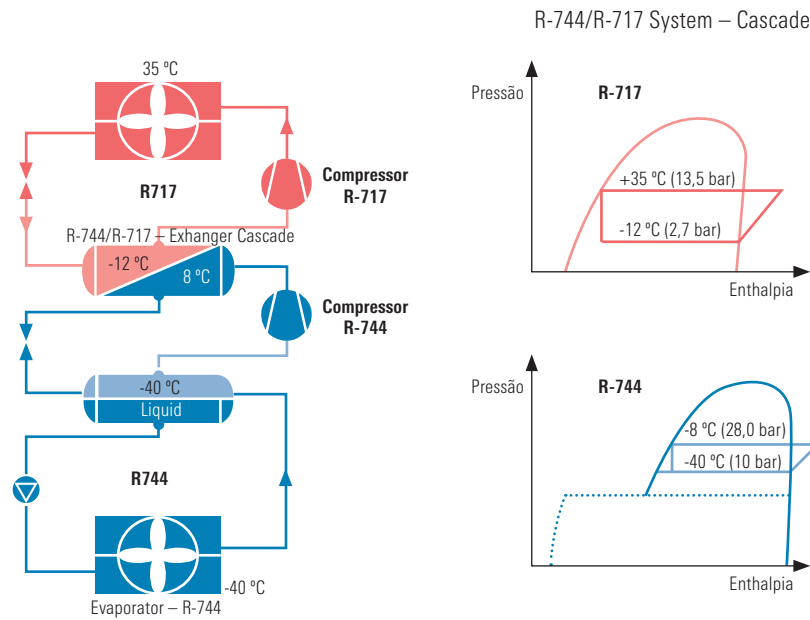 R-744/R-717 System – Cascade
35 ºC
R717
Compressor
R-717
R-744/R-717 – Exhanger Cascade
-12 ºC
8 ºC
Compressor
R-744
-40 ºC
Liquid
R744
-40 ºC
Evaporator – R-744
Pressão
R-717
+35 ºC (13,5 bar)
-12 ºC (2,7 bar)
Enthalpia
Pressão
R-744
-8 ºC (28,0 bar)
-40 ºC (10 bar)
Enthalpia